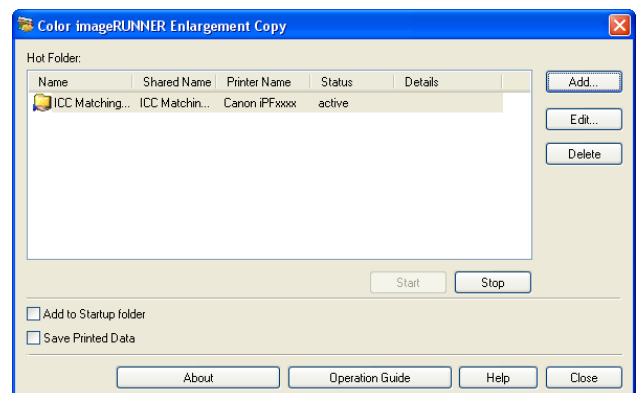 Color imageRUNNER Enlargement Copy
Hot Folder:
Name Shared Name Printer Name Status Details
ICC Matching... ICC Matchin... Canon iPFxxxx active
Add...
Edit...
Delete
Start Stop
Add to Startup folder
Save Printed Data
About Operation Guide Help Close